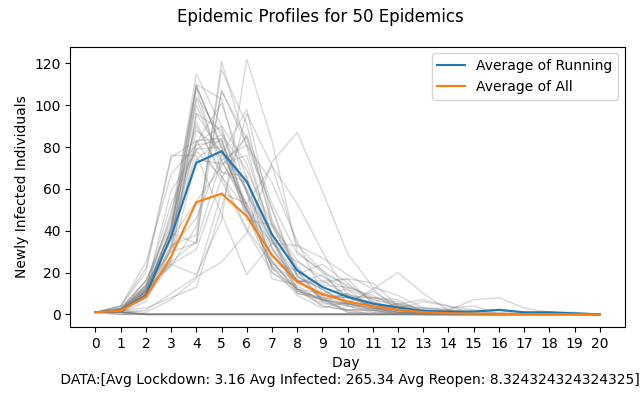 Epidemic Profiles for 50 Epidemics
Newly Infected Individuals
120
100
80
60
40
20
0
Average of Running
Average of All
0 1 2 3 4 5 6 7 8 9 10 11 12 13 14 15 16 17 18 19 20
Day
DATA:[Avg Lockdown: 3.16 Avg Infected: 265.34 Avg Reopen: 8.324324324324325]